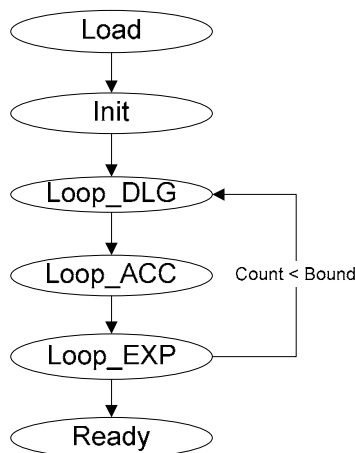 Load
Init
Loop_DLG
Loop_ACC
Count < Bound
Loop_EXP
Ready